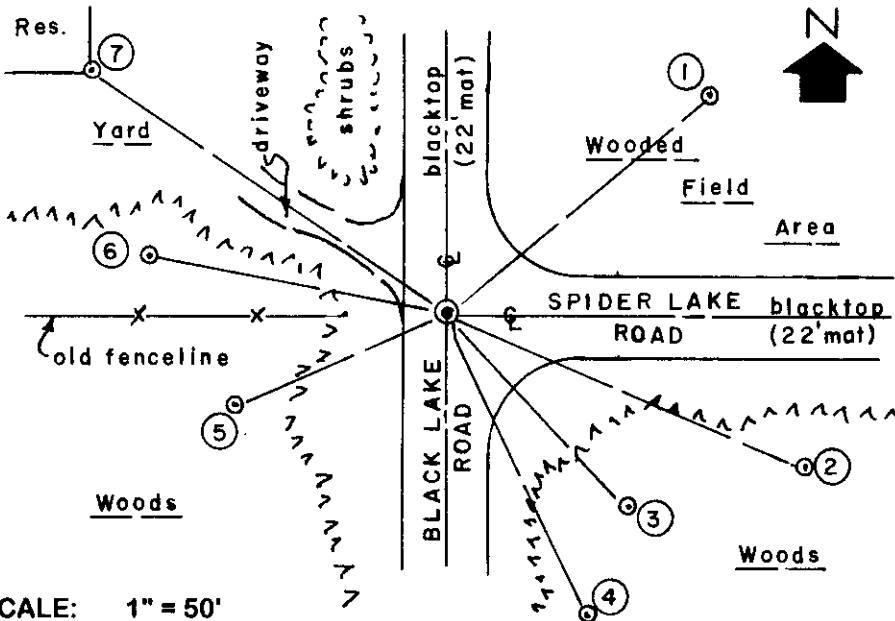 Res.
7
N
1
Yard
driveway
shrubs
blacktop
(22'mat)
Wooded
Field
Area
6
℄
SPIDER LAKE
ROAD
blacktop
(22'mat)
℄
old fenceline
5
BLACK LAKE
ROAD
2
3
Woods
Woods
4
CALE: 1" = 50'